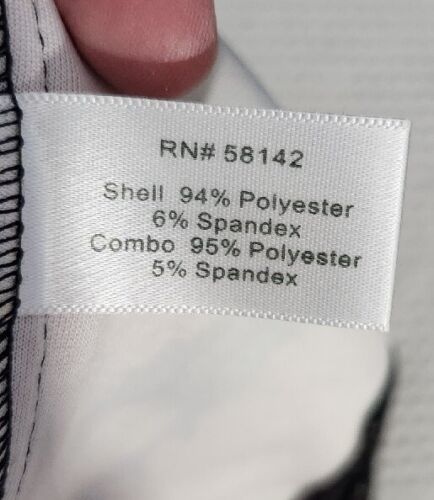 RN# 58142
Shell 94% Polyester
6% Spandex
Combo 95% Polyester
5% Spandex